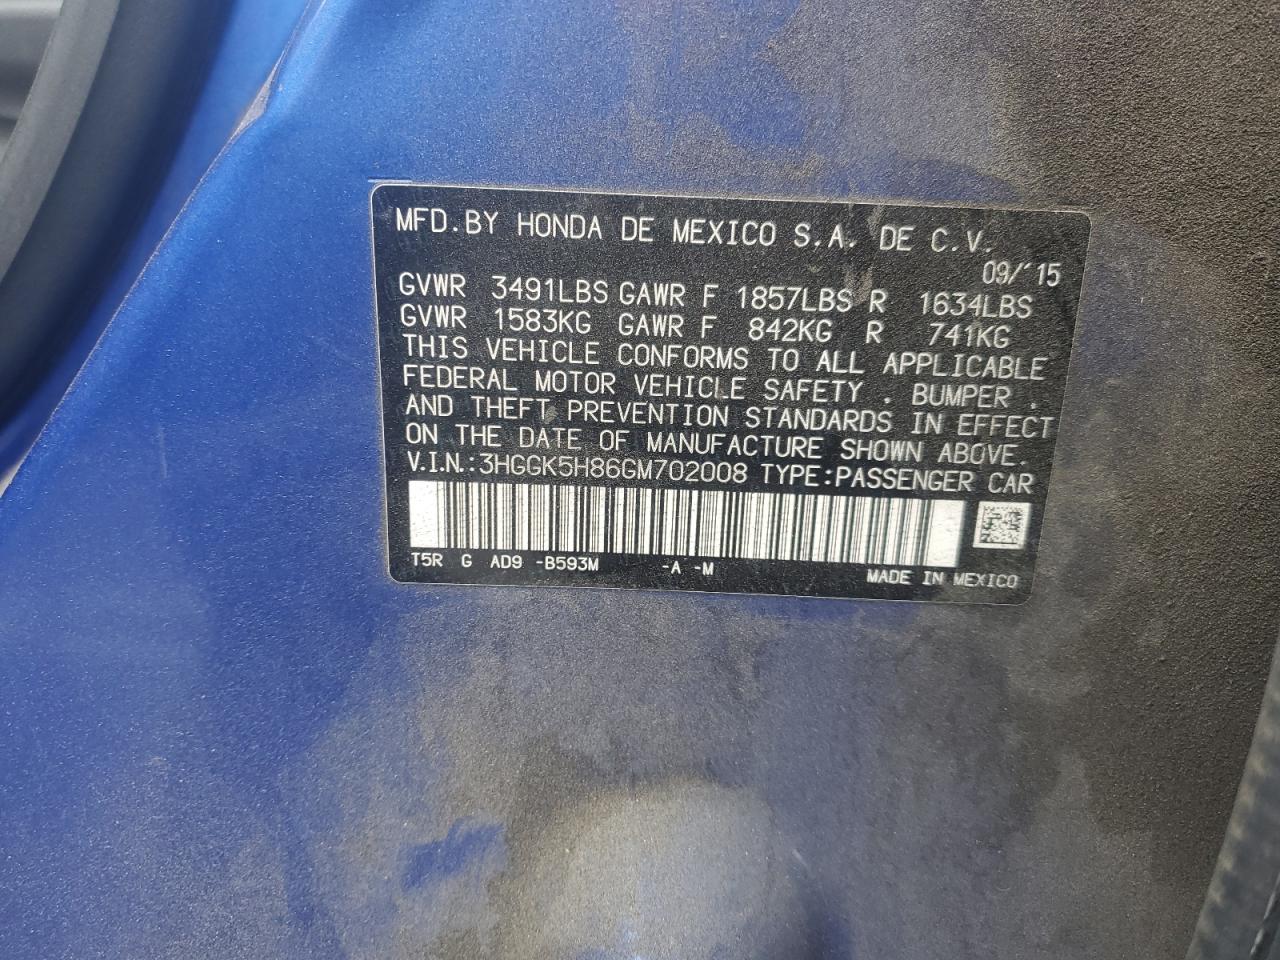 MFD.BY HONDA DE MEXICO S.A. DE C.V.
09/'15
GVWR 3491LBS GAWR F 1857LBS R 1634LBS
GVWR 1583KG GAWR F 842KG R 741KG
THIS VEHICLE CONFORMS TO ALL APPLICABLE
FEDERAL MOTOR VEHICLE SAFETY , BUMPER ,
AND THEFT PREVENTION STANDARDS IN EFFECT
ON THE DATE OF MANUFACTURE SHOWN ABOVE.
V.I.N.:3HGGK5H86GM702008 TYPE:PASSENGER CAR
T5R G AD9 -B593M -A -M
MADE IN MEXICO